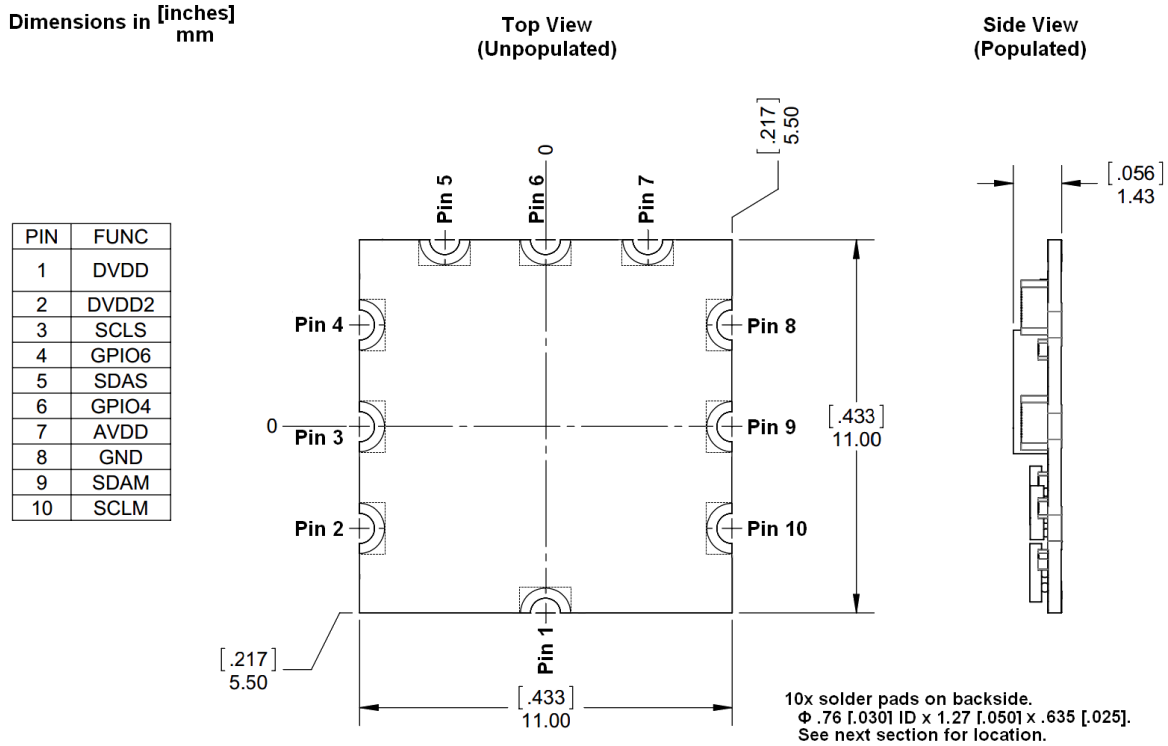 Dimensions in [inches]
mm
Top View
(Unpopulated)
Side View
(Populated)
[.217]
5.50
[.056]
1.43
0
Pin 5
Pin 6
Pin 7
PIN FUNC
1 DVDD
2 DVDD2
3 SCLS
4 GPIO6
5 SDAS
6 GPIO4
7 AVDD
8 GND
9 SDAM
10 SCLM
Pin 4
Pin 8
0
Pin 3
Pin 9
[.433]
11.00
Pin 2
Pin 10
Pin 1
[.217]
5.50
[.433]
11.00
10x solder pads on backside.
Φ .76 [.030] ID x 1.27 [.050] x .635 [.025].
See next section for location.